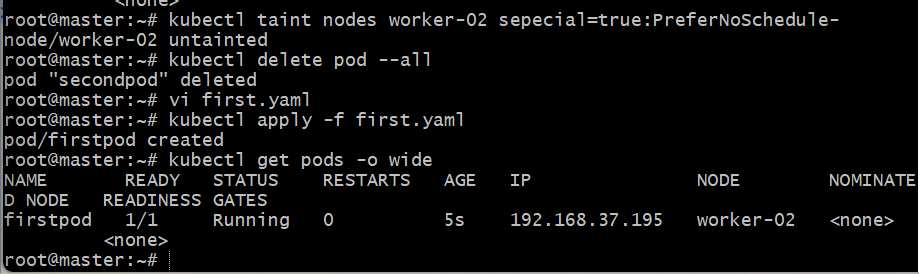 root@master:~# kubectl taint nodes worker-02 sepecial=true:PreferNoSchedule-
node/worker-02 untainted
root@master:~# kubectl delete pod --all
pod "secondpod" deleted
root@master:~# vi first.yaml
root@master:~# kubectl apply -f first.yaml
pod/firstpod created
root@master:~# kubectl get pods -o wide
NAME       READY   STATUS    RESTARTS   AGE   IP               NODE        NOMINATE
D NODE   READINESS GATES
firstpod   1/1     Running   0          5s    192.168.37.195   worker-02   <none>
         <none>
root@master:~#